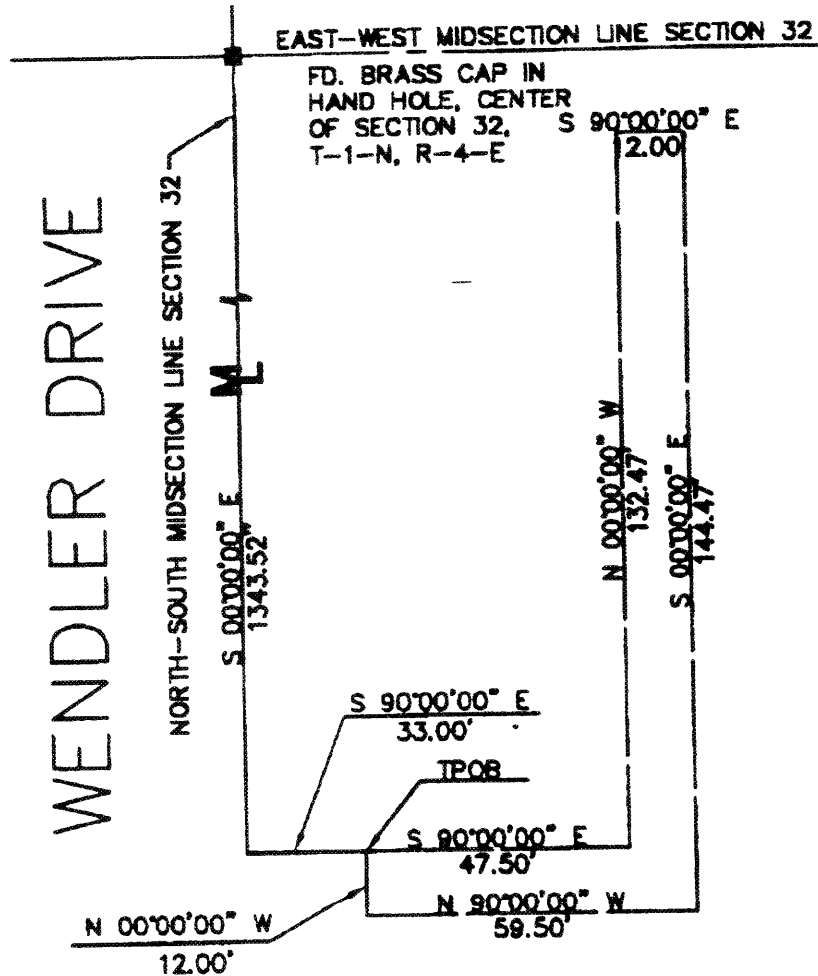 EAST-WEST MIDSECTION LINE SECTION 32
FD. BRASS CAP IN
HAND HOLE, CENTER
OF SECTION 32,
T-1-N, R-4-E
S 90°00'00" E
12.00'
WENDLER DRIVE
NORTH-SOUTH MIDSECTION LINE SECTION 32
ML
S 00°00'00" E
1343.52'
N 00°00'00" W
132.47'
S 00°00'00" E
144.47'
S 90°00'00" E
33.00'
TPOB
S 90°00'00" E
47.50'
N 90°00'00" W
59.50'
N 00°00'00" W
12.00'